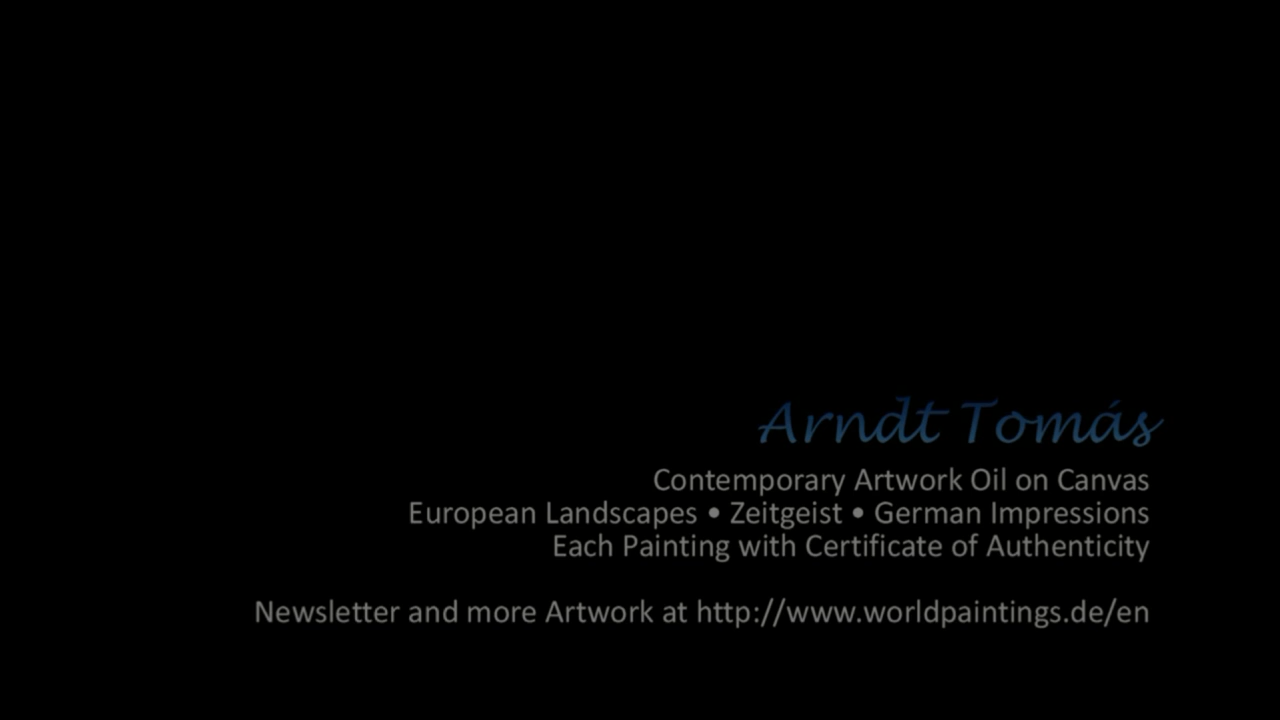 Arndt Tomás
Contemporary Artwork Oil on Canvas
European Landscapes • Zeitgeist • German Impressions
Each Painting with Certificate of Authenticity
Newsletter and more Artwork at http://www.worldpaintings.de/en